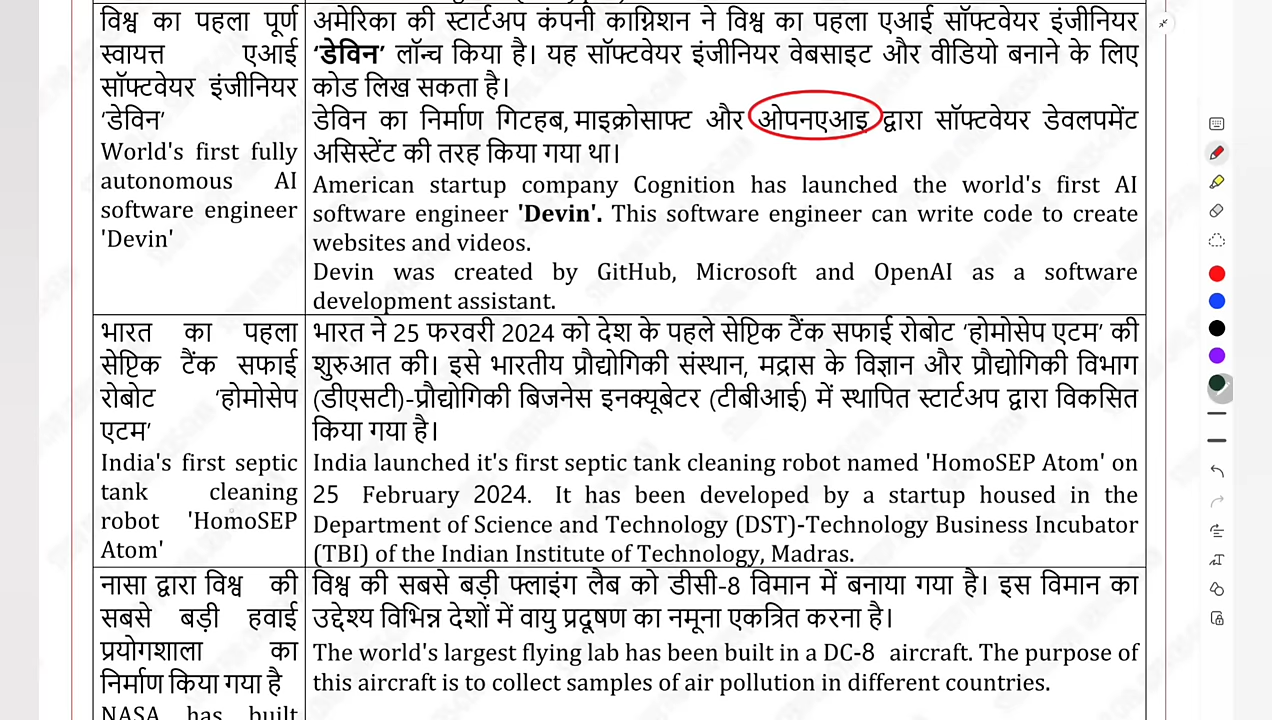 विश्व का पहला पूर्ण
स्वायत्त एआई
सॉफ्टवेयर इंजीनियर
‘डेविन’
World's first fully
autonomous AI
software engineer
'Devin'
अमेरिका की स्टार्टअप कंपनी काग्निशन ने विश्व का पहला एआई सॉफ्टवेयर इंजीनियर
‘डेविन’ लॉन्च किया है। यह सॉफ्टवेयर इंजीनियर वेबसाइट और वीडियो बनाने के लिए
कोड लिख सकता है।
डेविन का निर्माण गिटहब, माइक्रोसाफ्ट और ओपनएआइ द्वारा सॉफ्टवेयर डेवलपमेंट
असिस्टेंट की तरह किया गया था।
American startup company Cognition has launched the world's first AI
software engineer 'Devin'. This software engineer can write code to create
websites and videos.
Devin was created by GitHub, Microsoft and OpenAI as a software
development assistant.
भारत का पहला
सेप्टिक टैंक सफाई
रोबोट ‘होमोसेप
एटम’
India's first septic
tank cleaning
robot 'HomoSEP
Atom'
भारत ने 25 फरवरी 2024 को देश के पहले सेप्टिक टैंक सफाई रोबोट ‘होमोसेप एटम’ की
शुरुआत की। इसे भारतीय प्रौद्योगिकी संस्थान, मद्रास के विज्ञान और प्रौद्योगिकी विभाग
(डीएसटी)-प्रौद्योगिकी बिजनेस इनक्यूबेटर (टीबीआई) में स्थापित स्टार्टअप द्वारा विकसित
किया गया है।
India launched it's first septic tank cleaning robot named 'HomoSEP Atom' on
25 February 2024. It has been developed by a startup housed in the
Department of Science and Technology (DST)-Technology Business Incubator
(TBI) of the Indian Institute of Technology, Madras.
नासा द्वारा विश्व की
सबसे बड़ी हवाई
प्रयोगशाला का
निर्माण किया गया है
NASA has built
विश्व की सबसे बड़ी फ्लाइंग लैब को डीसी-8 विमान में बनाया गया है। इस विमान का
उद्देश्य विभिन्न देशों में वायु प्रदूषण का नमूना एकत्रित करना है।
The world's largest flying lab has been built in a DC-8 aircraft. The purpose of
this aircraft is to collect samples of air pollution in different countries.